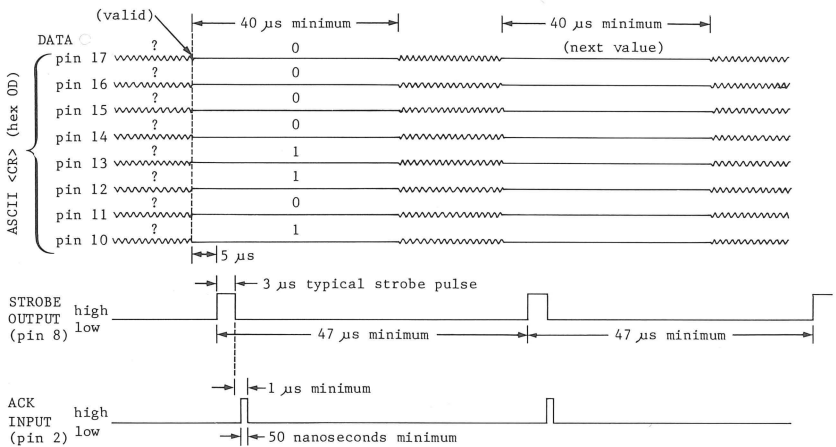 (valid)
40 µs minimum
40 µs minimum
DATA
ASCII <CR> (hex OD)
pin 17 ? 0 (next value)
pin 16 ? 0
pin 15 ? 0
pin 14 ? 0
pin 13 ? 1
pin 12 ? 1
pin 11 ? 0
pin 10 ? 1
5 µs
3 µs typical strobe pulse
STROBE
OUTPUT
(pin 8)
high
low
47 µs minimum
47 µs minimum
1 µs minimum
ACK
INPUT
(pin 2)
high
low
50 nanoseconds minimum